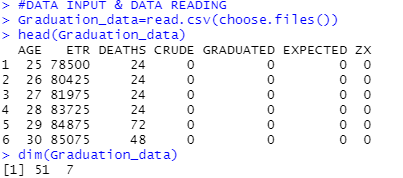 > #DATA INPUT & DATA READING
> Graduation_data=read.csv(choose.files())
> head(Graduation_data)
  AGE   ETR DEATHS CRUDE GRADUATED EXPECTED ZX
1  25 78500     24     0         0        0  0
2  26 80425     24     0         0        0  0
3  27 81975     24     0         0        0  0
4  28 83725     24     0         0        0  0
5  29 84875     72     0         0        0  0
6  30 85075     48     0         0        0  0
> dim(Graduation_data)
[1] 51  7